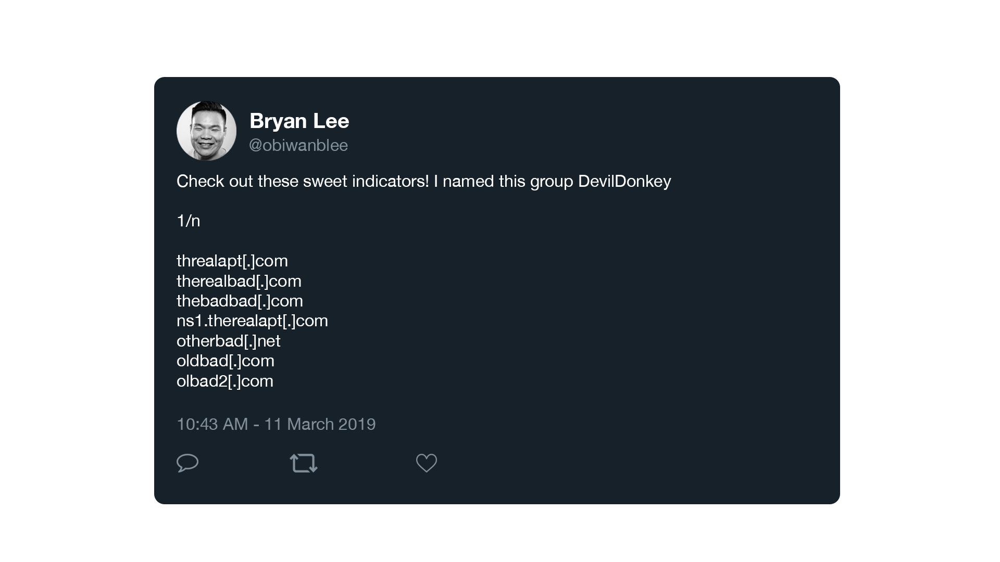 Bryan Lee
@obiwanblee
Check out these sweet indicators! I named this group DevilDonkey
1/n
threalapt[.]com
therealbad[.]com
thebadbad[.]com
ns1.therealapt[.]com
otherbad[.]net
oldbad[.]com
olbad2[.]com
10:43 AM - 11 March 2019